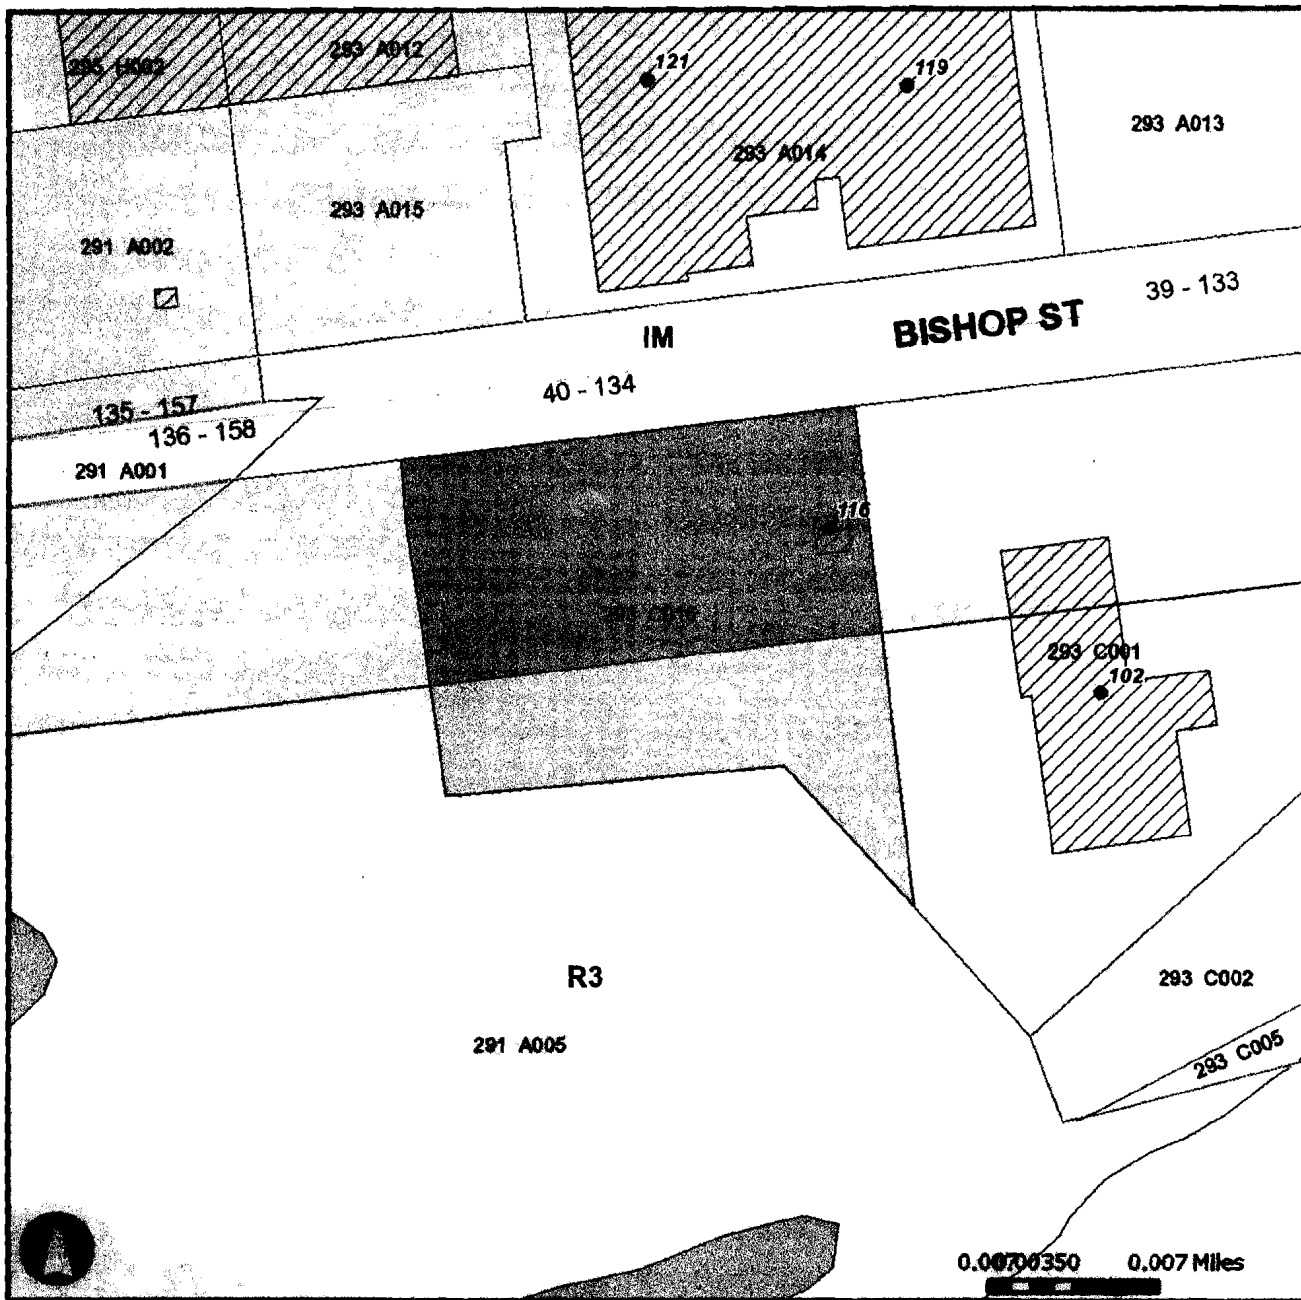 293 A012
121
119
293 A013
293 A014
293 A015
291 A002
39 - 133
BISHOP ST
IM
40 - 134
135 - 157
136 - 158
291 A001
116
293 C001
102
R3
293 C002
291 A005
293 C005
0.007 Miles